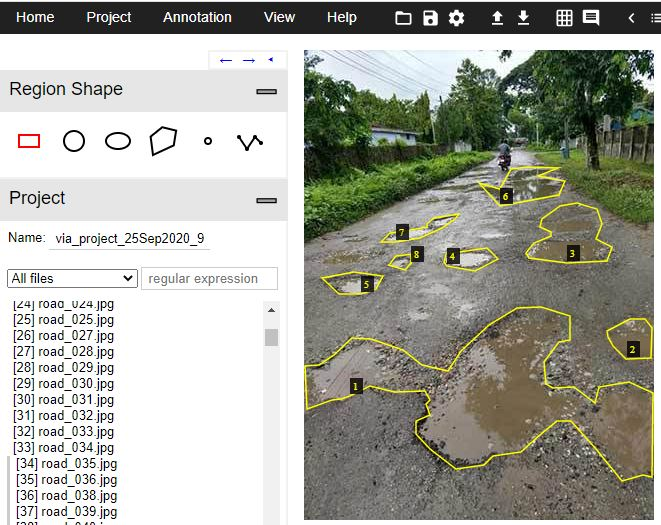 Home Project Annotation View Help
Region Shape
Project
Name: via_project_25Sep2020_9
All files regular expression
[24] road_024.jpg
[25] road_025.jpg
[26] road_027.jpg
[27] road_028.jpg
[28] road_029.jpg
[29] road_030.jpg
[30] road_031.jpg
[31] road_032.jpg
[32] road_033.jpg
[33] road_034.jpg
[34] road_035.jpg
[35] road_036.jpg
[36] road_038.jpg
[37] road_039.jpg
6
7
8
4
3
5
2
1